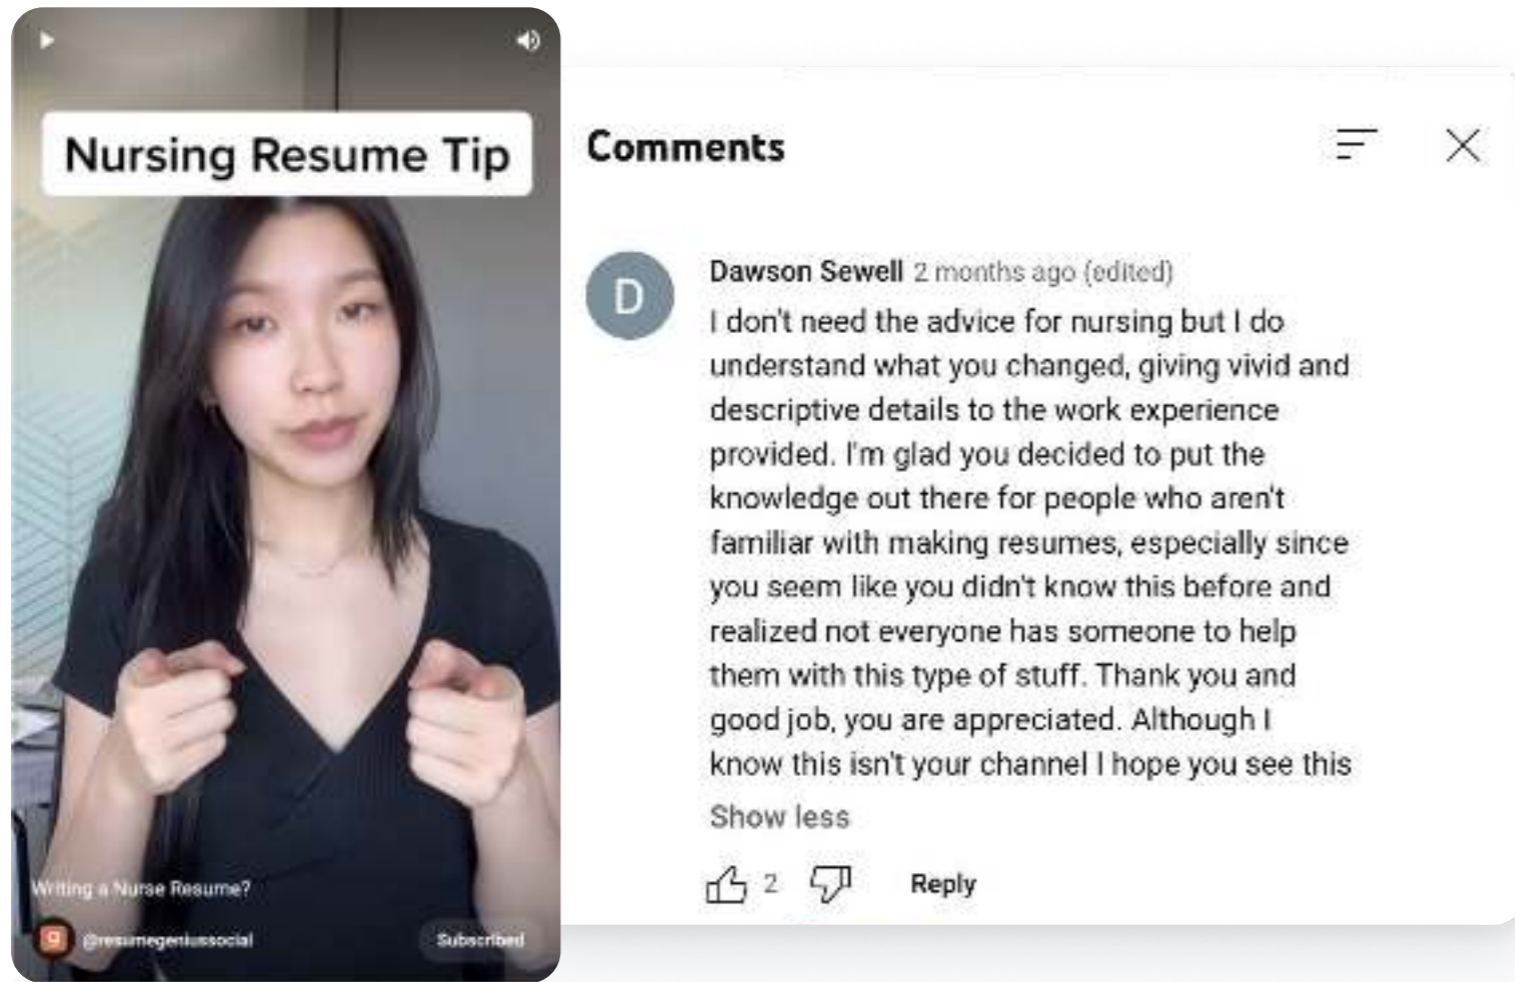 Nursing Resume Tip
Writing a Nurse Resume?
@resumegeniussocial
Subscribed
Comments
D
Dawson Sewell 2 months ago (edited)
I don't need the advice for nursing but I do
understand what you changed, giving vivid and
descriptive details to the work experience
provided. I'm glad you decided to put the
knowledge out there for people who aren't
familiar with making resumes, especially since
you seem like you didn't know this before and
realized not everyone has someone to help
them with this type of stuff. Thank you and
good job, you are appreciated. Although I
know this isn't your channel I hope you see this
Show less
2
Reply